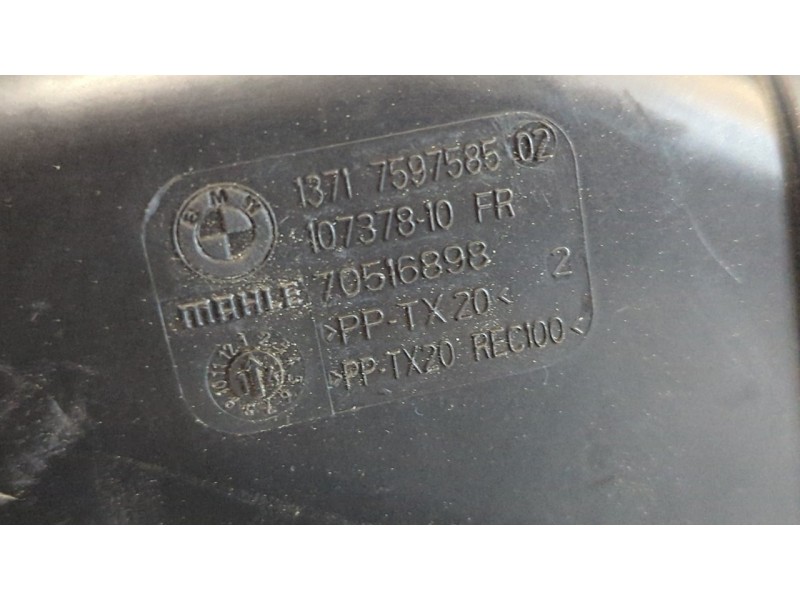 BMW
1371 7597585 02
107378-10 FR
MAHLE 70516898 2
>PP-TX20<
>PP-TX20 REC100<